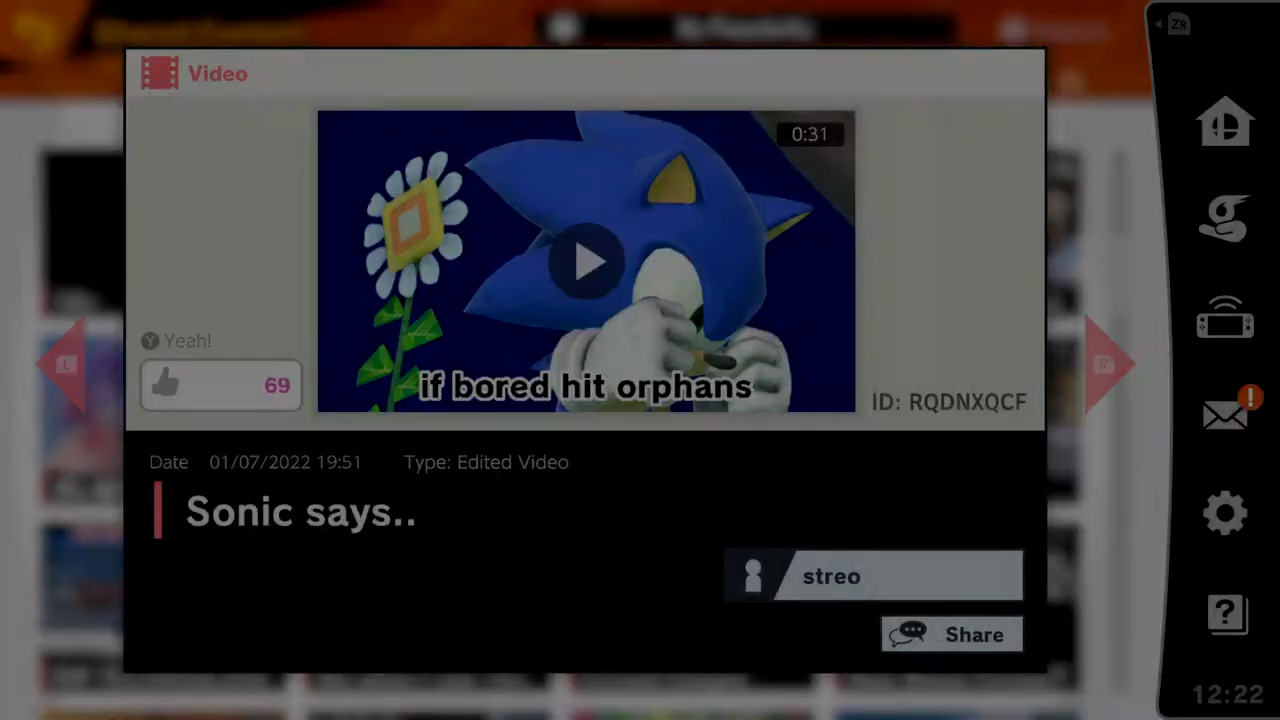 ZR
Video
0:31
if bored hit orphans
Y Yeah!
69
ID: RQDNXQCF
L
R
!
Date 01/07/2022 19:51 Type: Edited Video
Sonic says..
streo
Share
?
12:22